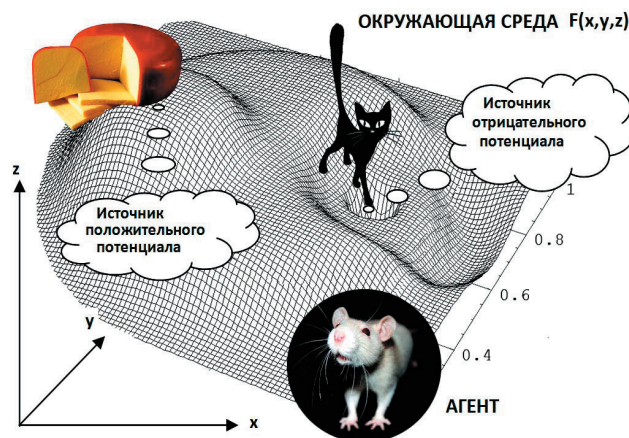 ОКРУЖАЮЩАЯ СРЕДА F(x,y,z)
Источник
отрицательного
потенциала
z
Источник
положительного
потенциала
1
0.8
0.6
0.4
y
x
АГЕНТ